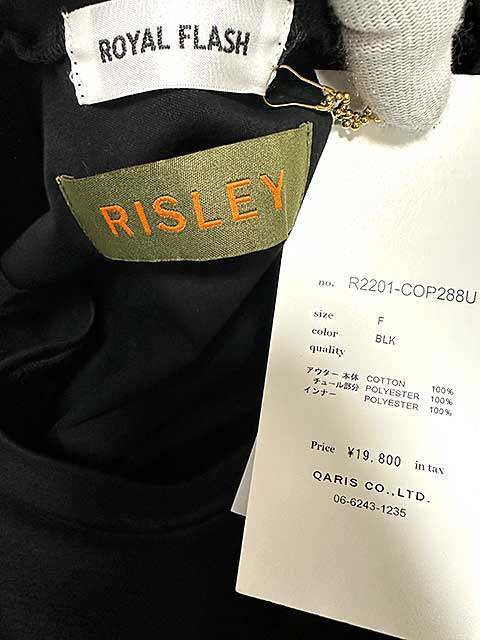 ROYAL FLASH
RISLEY
no. R2201-COP288U
size F
color BLK
quality
アウター 本体 COTTON 100%
チュール部分 POLYESTER 100%
インナー POLYESTER 100%
Price ¥19.800 in tax
QARIS CO.,LTD.
06-6243-1235